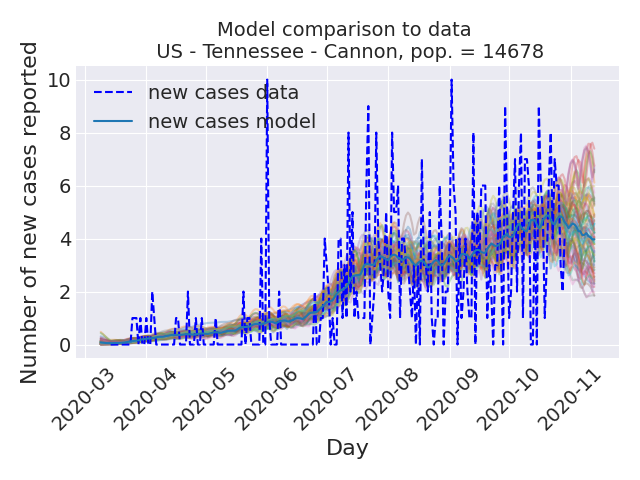 Model comparison to data
US - Tennessee - Cannon, pop. = 14678
Number of new cases reported
10
8
6
4
2
0
new cases data
new cases model
2020-03
2020-04
2020-05
2020-06
2020-07
2020-08
2020-09
2020-10
2020-11
Day